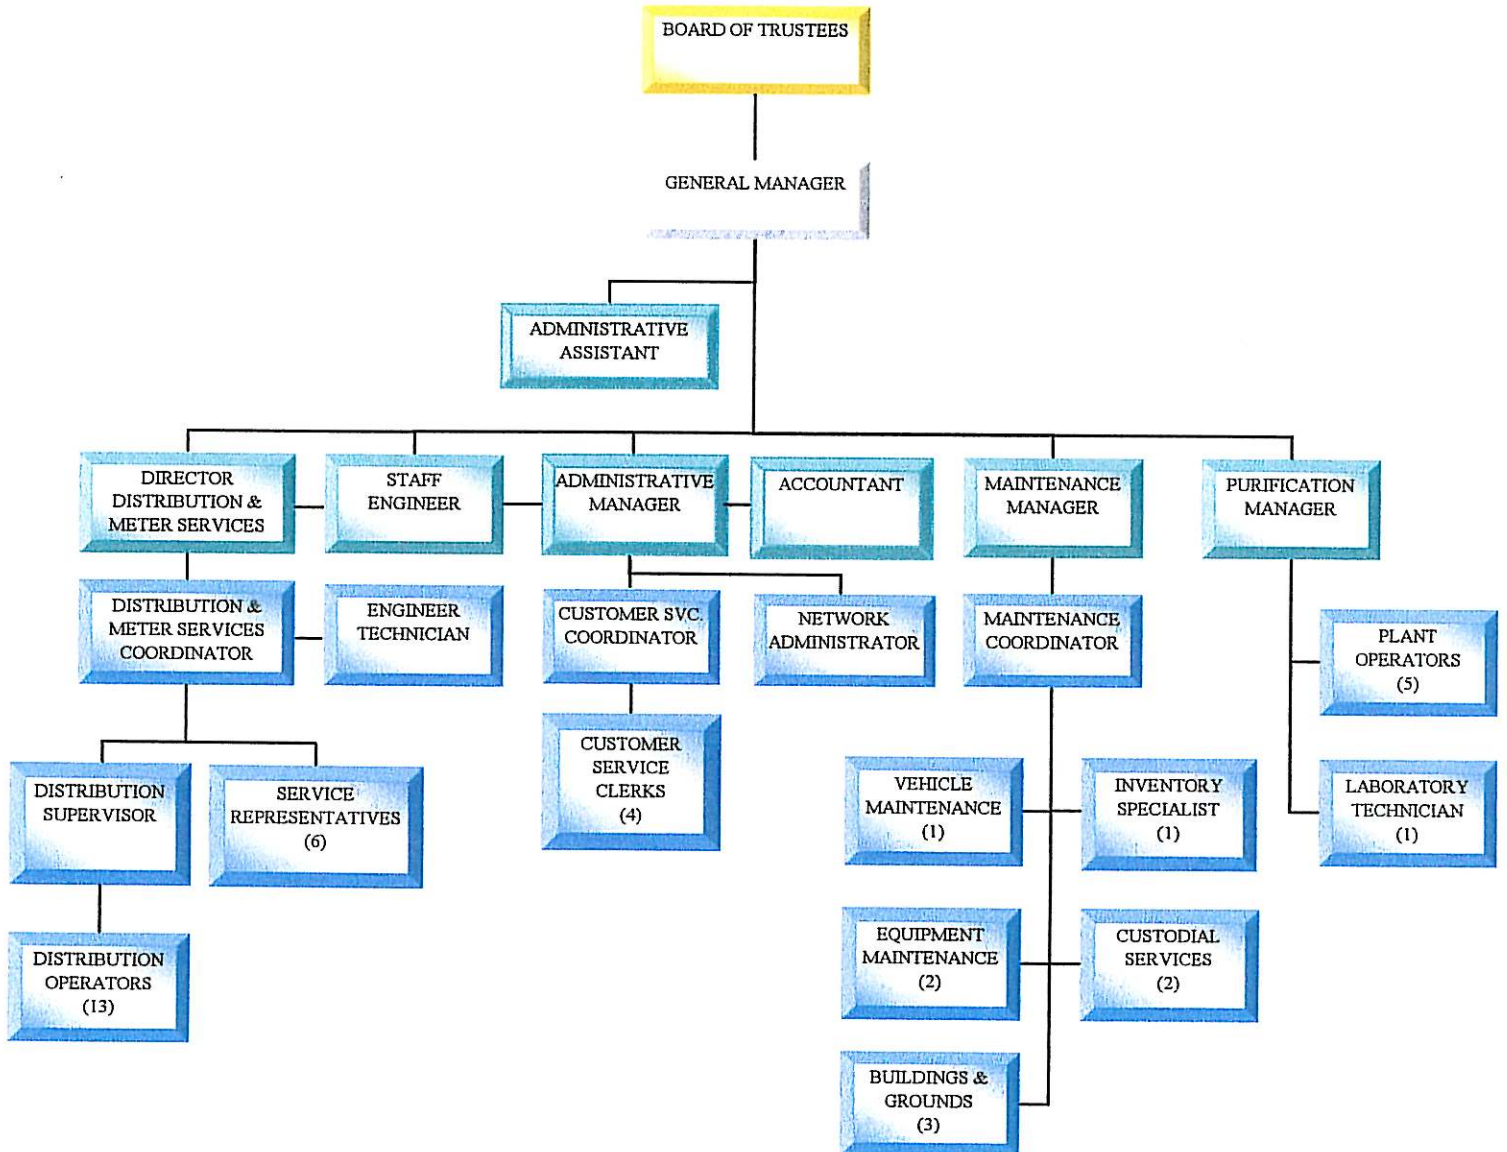 BOARD OF TRUSTEES
GENERAL MANAGER
ADMINISTRATIVE
ASSISTANT
DIRECTOR
DISTRIBUTION &
METER SERVICES
STAFF
ENGINEER
ADMINISTRATIVE
MANAGER
ACCOUNTANT
MAINTENANCE
MANAGER
PURIFICATION
MANAGER
DISTRIBUTION &
METER SERVICES
COORDINATOR
ENGINEER
TECHNICIAN
CUSTOMER SVC.
COORDINATOR
NETWORK
ADMINISTRATOR
MAINTENANCE
COORDINATOR
PLANT
OPERATORS
(5)
DISTRIBUTION
SUPERVISOR
SERVICE
REPRESENTATIVES
(6)
CUSTOMER
SERVICE
CLERKS
(4)
VEHICLE
MAINTENANCE
(1)
INVENTORY
SPECIALIST
(1)
LABORATORY
TECHNICIAN
(1)
DISTRIBUTION
OPERATORS
(13)
EQUIPMENT
MAINTENANCE
(2)
CUSTODIAL
SERVICES
(2)
BUILDINGS &
GROUNDS
(3)